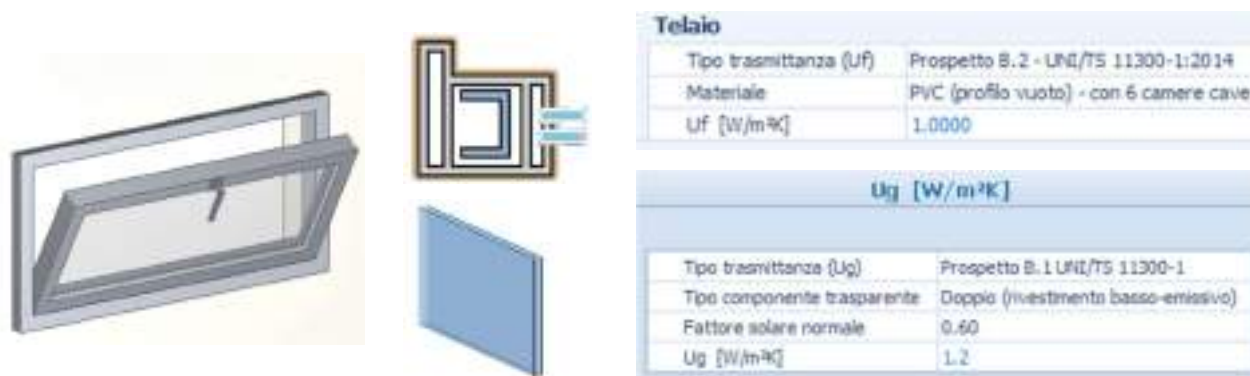 Telaio
Tipo trasmittanza (Uf) Prospetto B.2 - UNI/TS 11300-1:2014
Materiale PVC (profilo vuoto) - con 6 camere cave
Uf [W/m²K] 1.0000
Ug [W/m²K]
Tipo trasmittanza (Ug) Prospetto B.1 UNI/TS 11300-1
Tipo componente trasparente Doppio (rivestimento basso-emissivo)
Fattore solare normale 0.60
Ug [W/m²K] 1.2